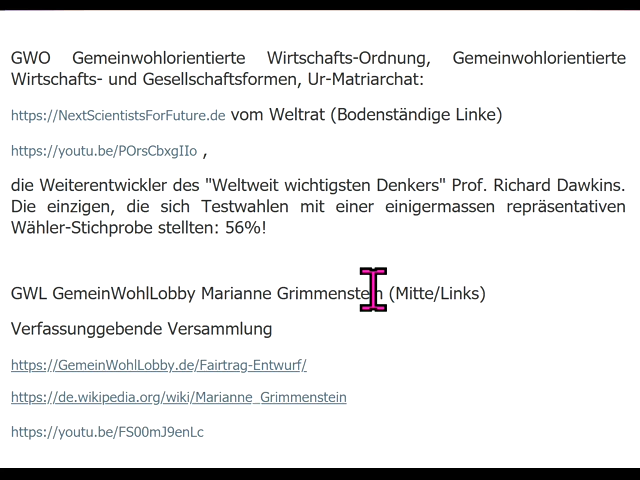 GWO Gemeinwohlorientierte Wirtschafts-Ordnung, Gemeinwohlorientierte
Wirtschafts- und Gesellschaftsformen, Ur-Matriarchat:
https://NextScientistsForFuture.de vom Weltrat (Bodenständige Linke)
https://youtu.be/POrsCbxgIIo ,
die Weiterentwickler des "Weltweit wichtigsten Denkers" Prof. Richard Dawkins.
Die einzigen, die sich Testwahlen mit einer einigermassen repräsentativen
Wähler-Stichprobe stellten: 56%!
GWL GemeinWohlLobby Marianne Grimmenstein (Mitte/Links)
Verfassunggebende Versammlung
https://GemeinWohlLobby.de/Fairtrag-Entwurf/
https://de.wikipedia.org/wiki/Marianne_Grimmenstein
https://youtu.be/FS00mJ9enLc